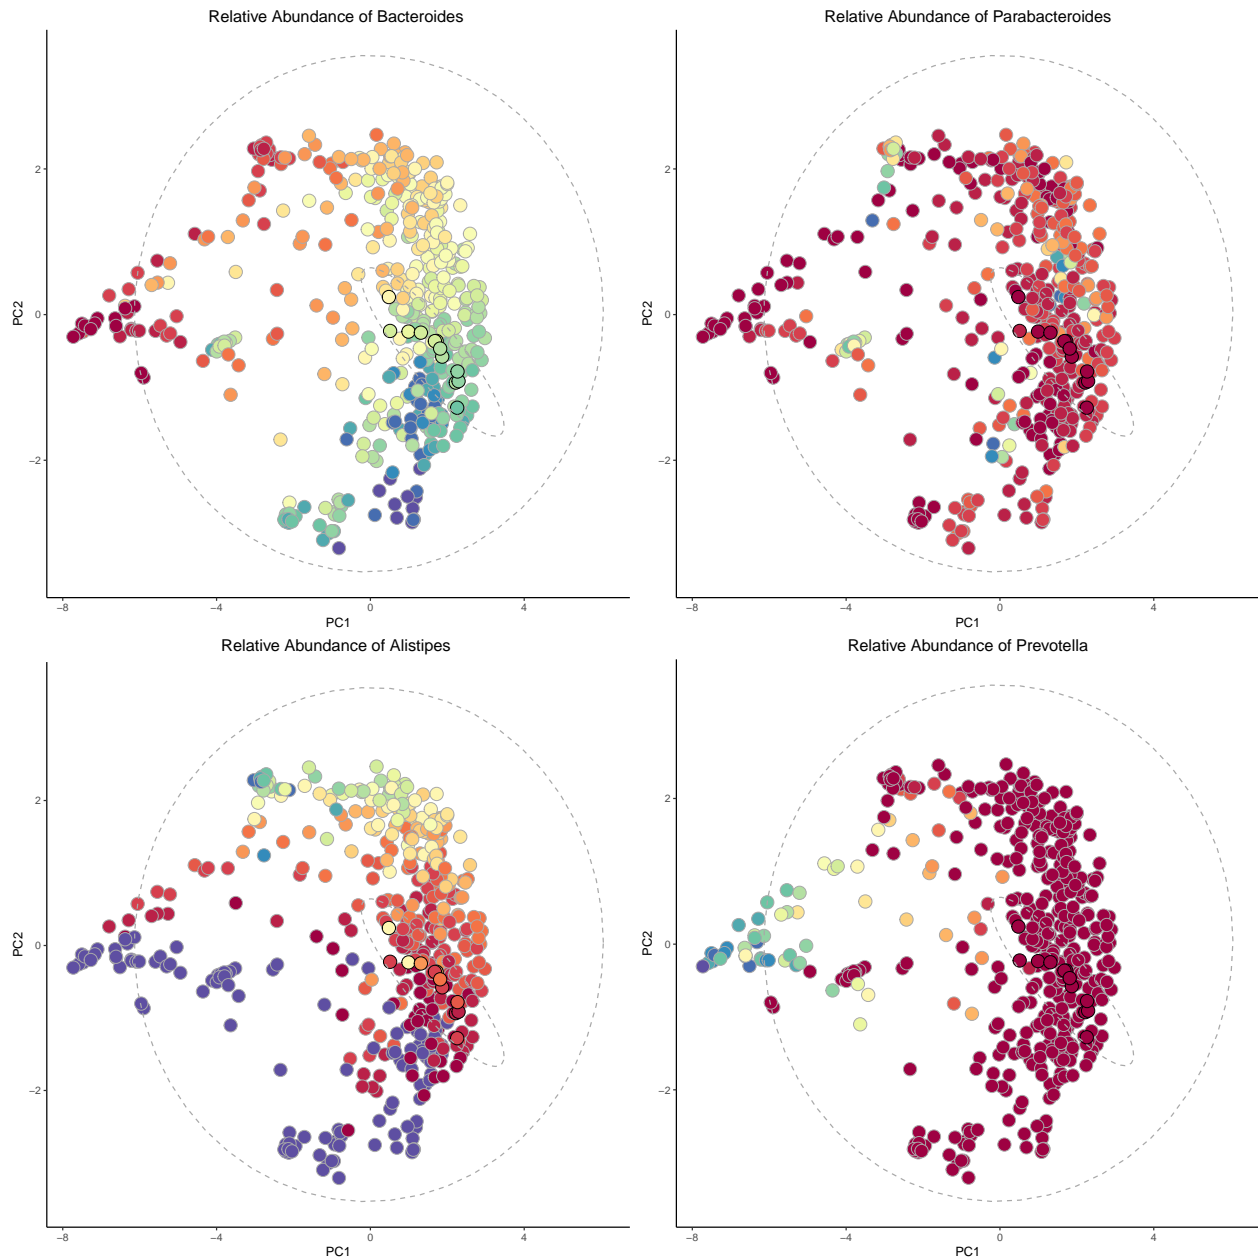 Relative Abundance of Bacteroides
PC2
2
0
−2
−8
−4
0
4
PC1
Relative Abundance of Parabacteroides
PC2
2
0
−2
−8
−4
0
4
PC1
Relative Abundance of Alistipes
PC2
2
0
−2
−8
−4
0
4
PC1
Relative Abundance of Prevotella
PC2
2
0
−2
−8
−4
0
4
PC1